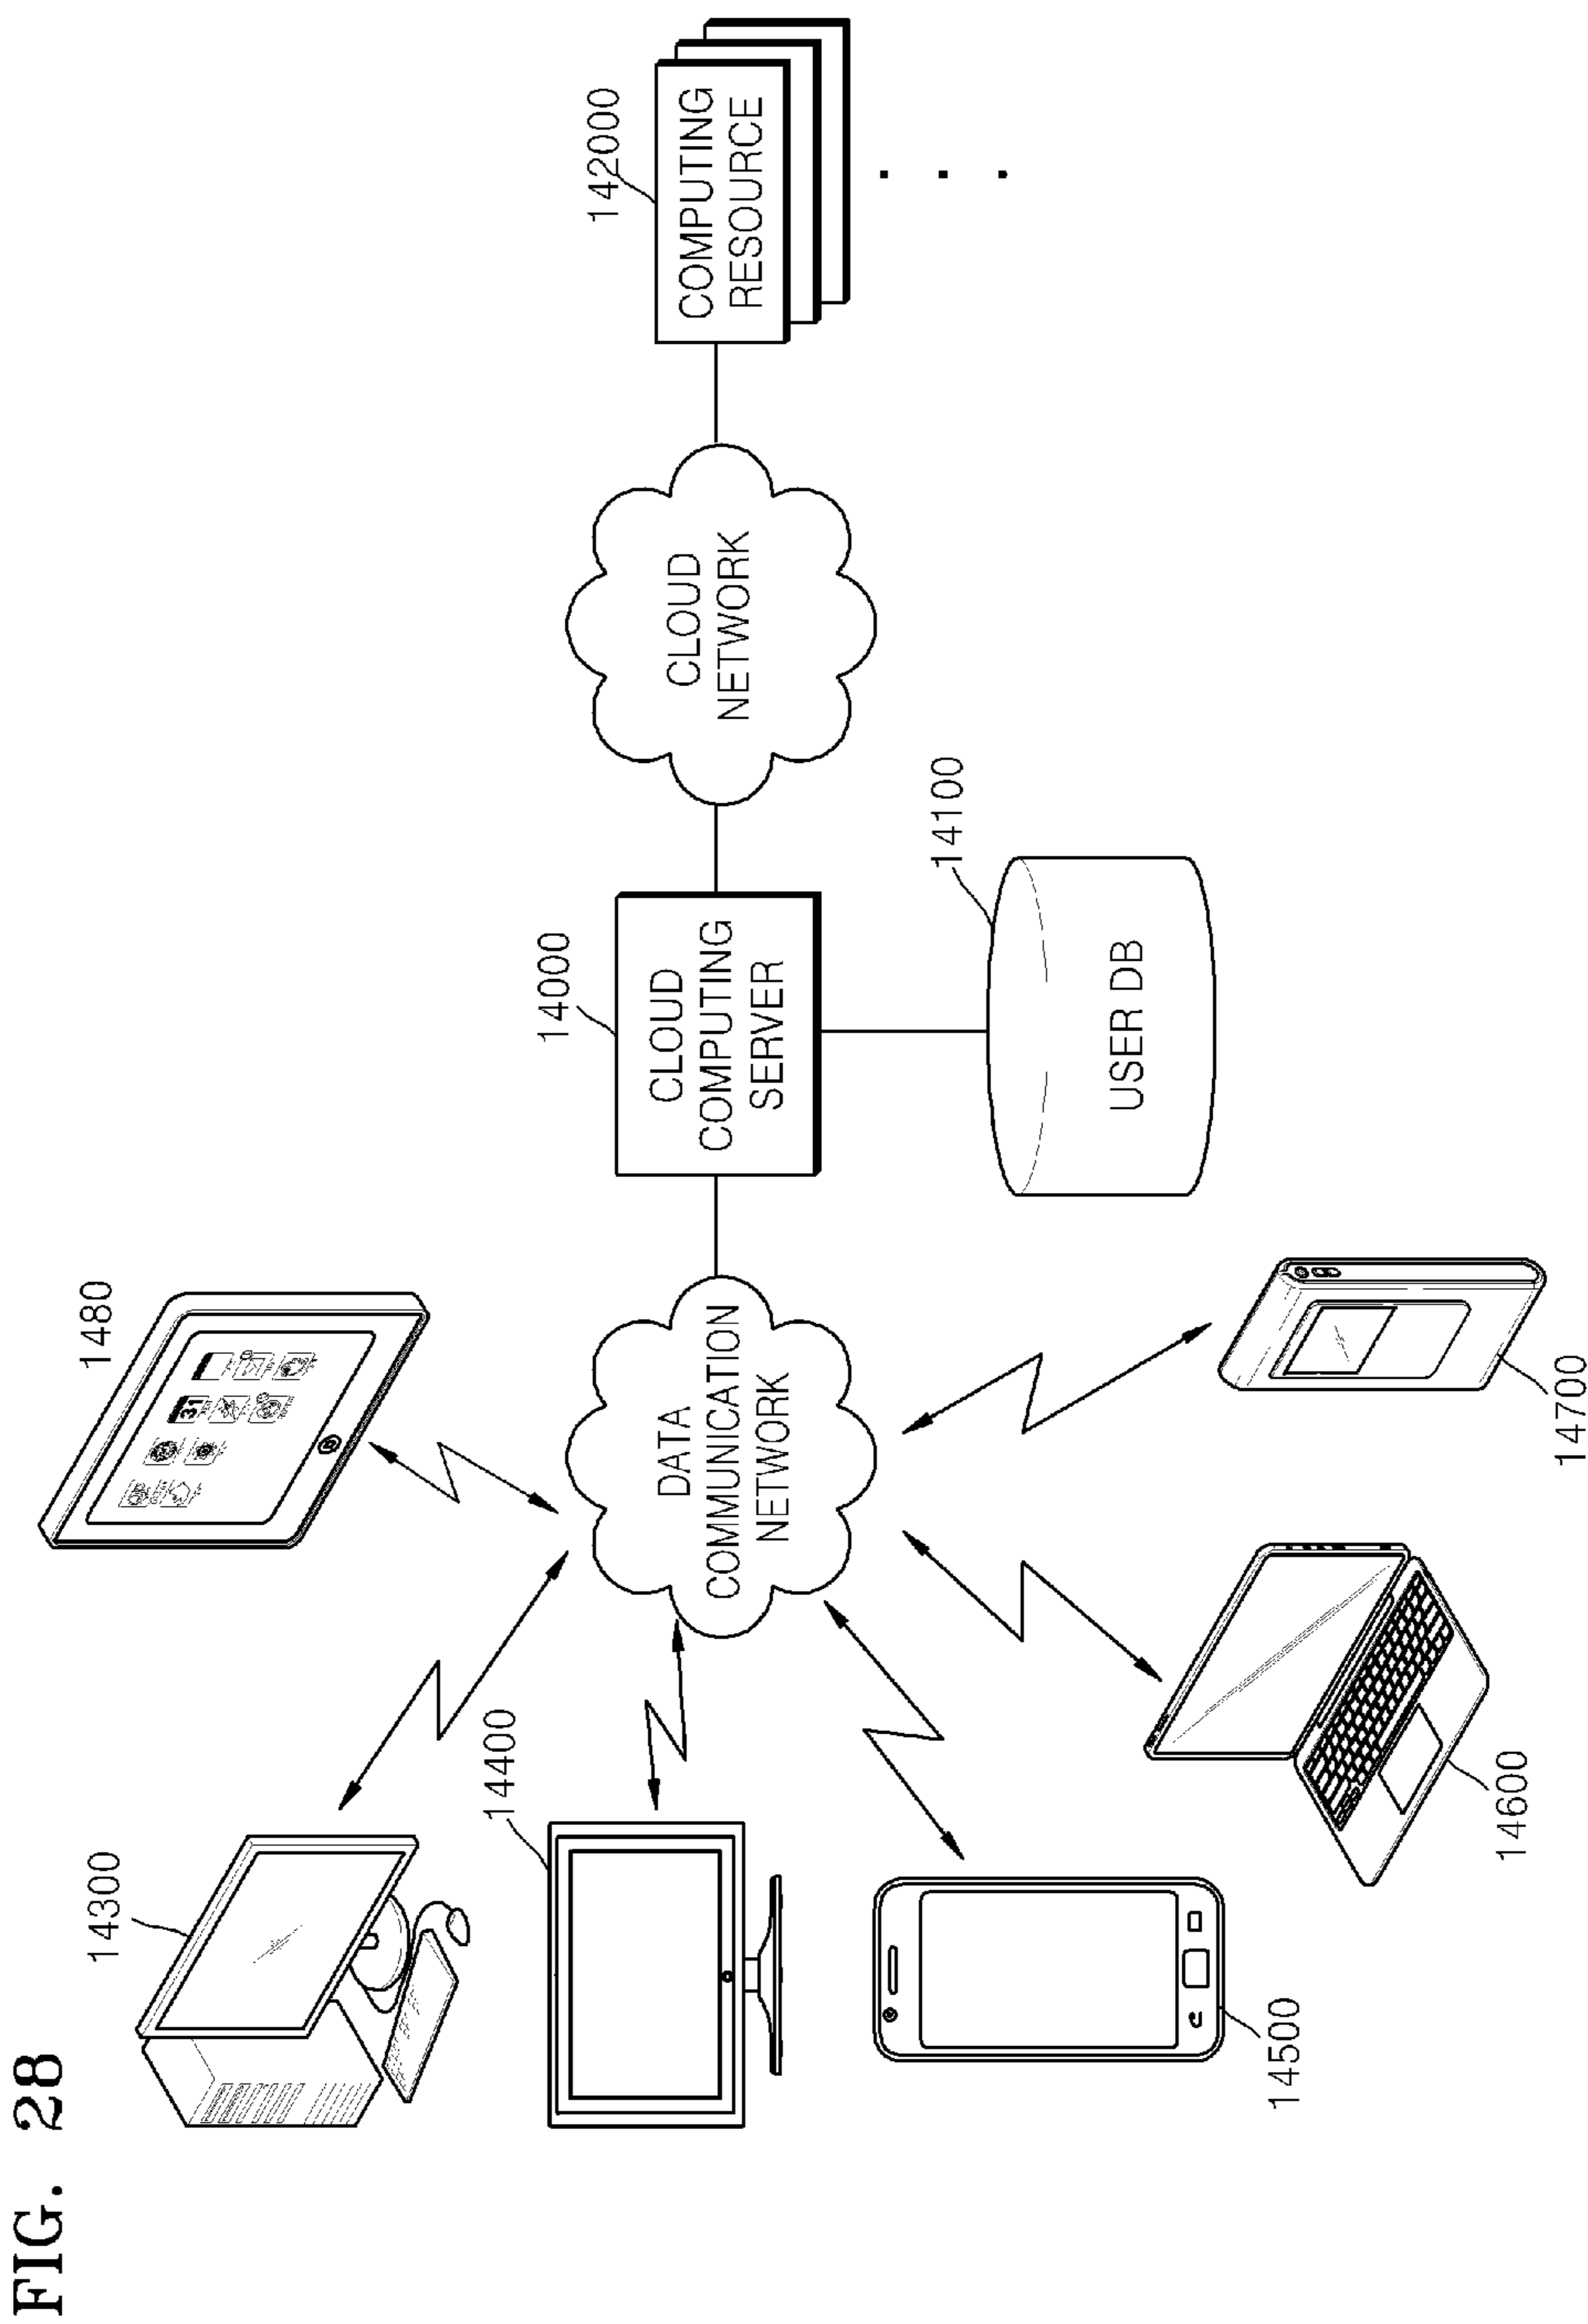 FIG. 28
14300
1480
14400
14500
14600
14700
DATA
COMMUNICATION
NETWORK
14000
CLOUD
COMPUTING
SERVER
14100
USER DB
CLOUD
NETWORK
142000
COMPUTING
RESOURCE
31